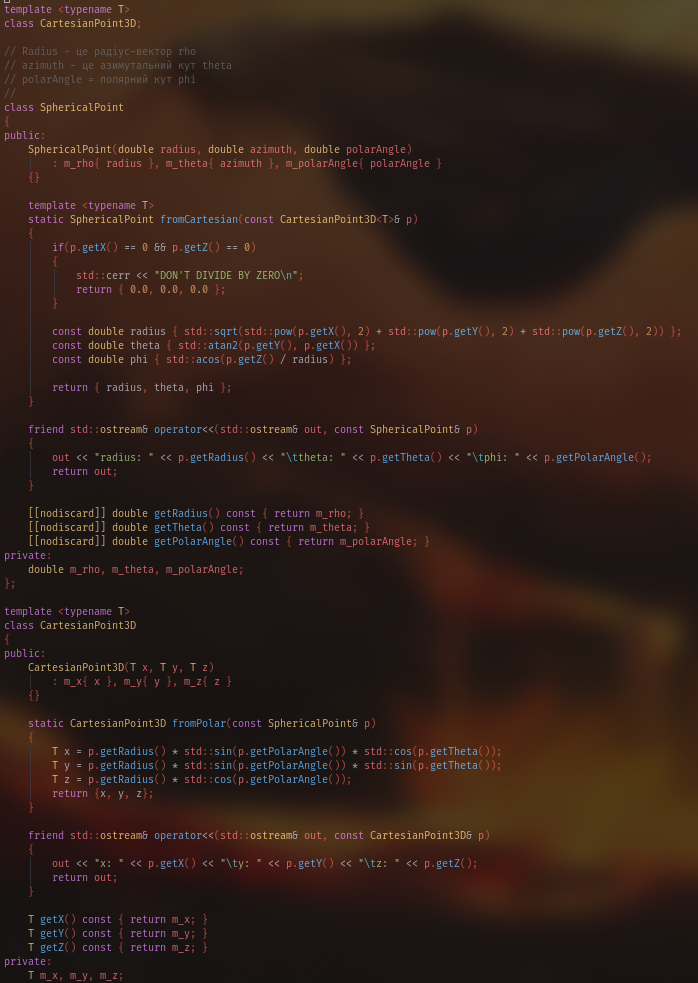 template <typename T>
class CartesianPoint3D;
// Radius - це радіус-вектор rho
// azimuth - це азимутальний кут theta
// polarAngle = полярний кут phi
//
class SphericalPoint
{
public:
    SphericalPoint(double radius, double azimuth, double polarAngle)
        : m_rho{ radius }, m_theta{ azimuth }, m_polarAngle{ polarAngle }
    {}
    template <typename T>
    static SphericalPoint fromCartesian(const CartesianPoint3D<T>& p)
    {
        if(p.getX() == 0 && p.getZ() == 0)
        {
            std::cerr << "DON'T DIVIDE BY ZERO\n";
            return { 0.0, 0.0, 0.0 };
        }
        const double radius { std::sqrt(std::pow(p.getX(), 2) + std::pow(p.getY(), 2) + std::pow(p.getZ(), 2)) };
        const double theta { std::atan2(p.getY(), p.getX()) };
        const double phi { std::acos(p.getZ() / radius) };
        return { radius, theta, phi };
    }
    friend std::ostream& operator<<(std::ostream& out, const SphericalPoint& p)
    {
        out << "radius: " << p.getRadius() << "\ttheta: " << p.getTheta() << "\tphi: " << p.getPolarAngle();
        return out;
    }
    [[nodiscard]] double getRadius() const { return m_rho; }
    [[nodiscard]] double getTheta() const { return m_theta; }
    [[nodiscard]] double getPolarAngle() const { return m_polarAngle; }
private:
    double m_rho, m_theta, m_polarAngle;
};
template <typename T>
class CartesianPoint3D
{
public:
    CartesianPoint3D(T x, T y, T z)
        : m_x{ x }, m_y{ y }, m_z{ z }
    {}
    static CartesianPoint3D fromPolar(const SphericalPoint& p)
    {
        T x = p.getRadius() * std::sin(p.getPolarAngle()) * std::cos(p.getTheta());
        T y = p.getRadius() * std::sin(p.getPolarAngle()) * std::sin(p.getTheta());
        T z = p.getRadius() * std::cos(p.getPolarAngle());
        return {x, y, z};
    }
    friend std::ostream& operator<<(std::ostream& out, const CartesianPoint3D& p)
    {
        out << "x: " << p.getX() << "\ty: " << p.getY() << "\tz: " << p.getZ();
        return out;
    }
    T getX() const { return m_x; }
    T getY() const { return m_y; }
    T getZ() const { return m_z; }
private:
    T m_x, m_y, m_z;